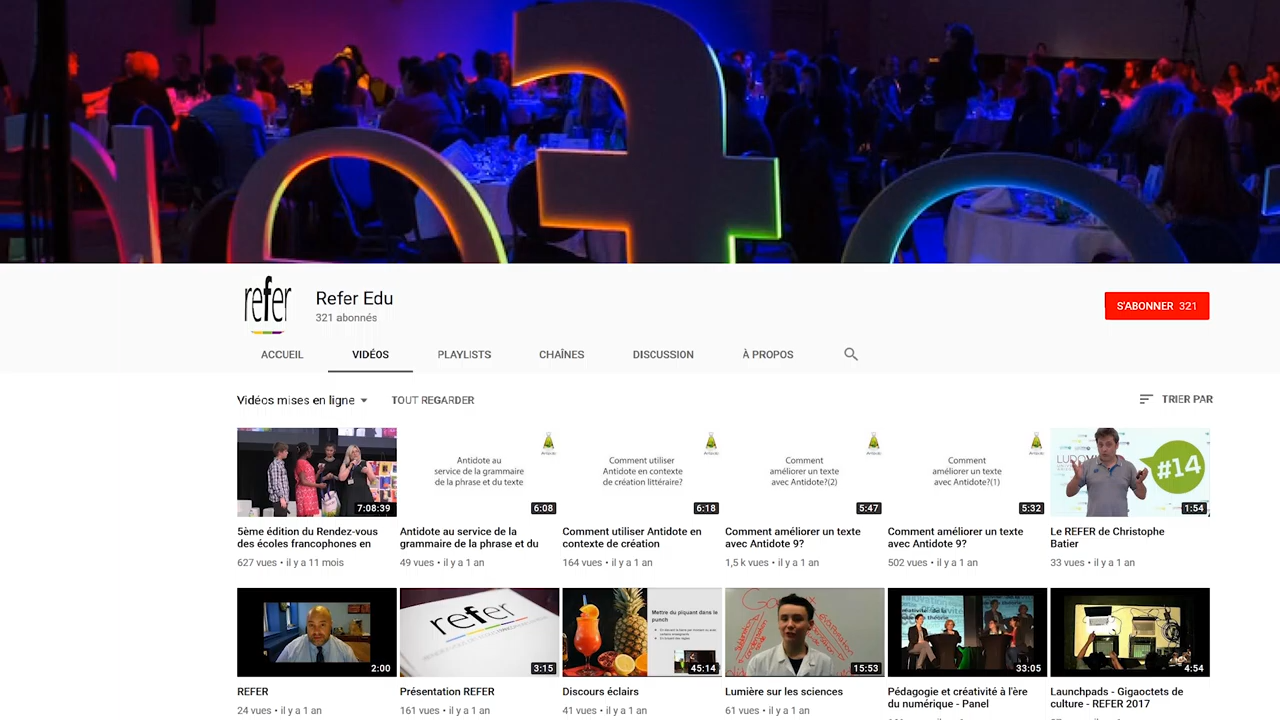 refer
Refer Edu
321 abonnés
S'ABONNER 321
ACCUEIL VIDÉOS PLAYLISTS CHAÎNES DISCUSSION À PROPOS
Vidéos mises en ligne TOUT REGARDER TRIER PAR
Antidote au
service de la grammaire
de la phrase et du texte
Antidote
6:08
Comment utiliser
Antidote en contexte
de création littéraire?
Antidote
6:18
Comment
améliorer un texte
avec Antidote?(2)
Antidote
5:47
Comment
améliorer un texte
avec Antidote?(1)
Antidote
5:32
#14
1:54
7:08:39
5ème édition du Rendez-vous
des écoles francophones en
627 vues • il y a 11 mois
Antidote au service de la
grammaire de la phrase et du
49 vues • il y a 1 an
Comment utiliser Antidote en
contexte de création
164 vues • il y a 1 an
Comment améliorer un texte
avec Antidote 9?
1,5 k vues • il y a 1 an
Comment améliorer un texte
avec Antidote 9?
502 vues • il y a 1 an
Le REFER de Christophe
Batier
33 vues • il y a 1 an
2:00
refer
3:15
Mettre du piquant dans le
punch
45:14
15:53
33:05
4:54
REFER
24 vues • il y a 1 an
Présentation REFER
161 vues • il y a 1 an
Discours éclairs
41 vues • il y a 1 an
Lumière sur les sciences
61 vues • il y a 1 an
Pédagogie et créativité à l'ère
du numérique - Panel
Launchpads - Gigaoctets de
culture - REFER 2017